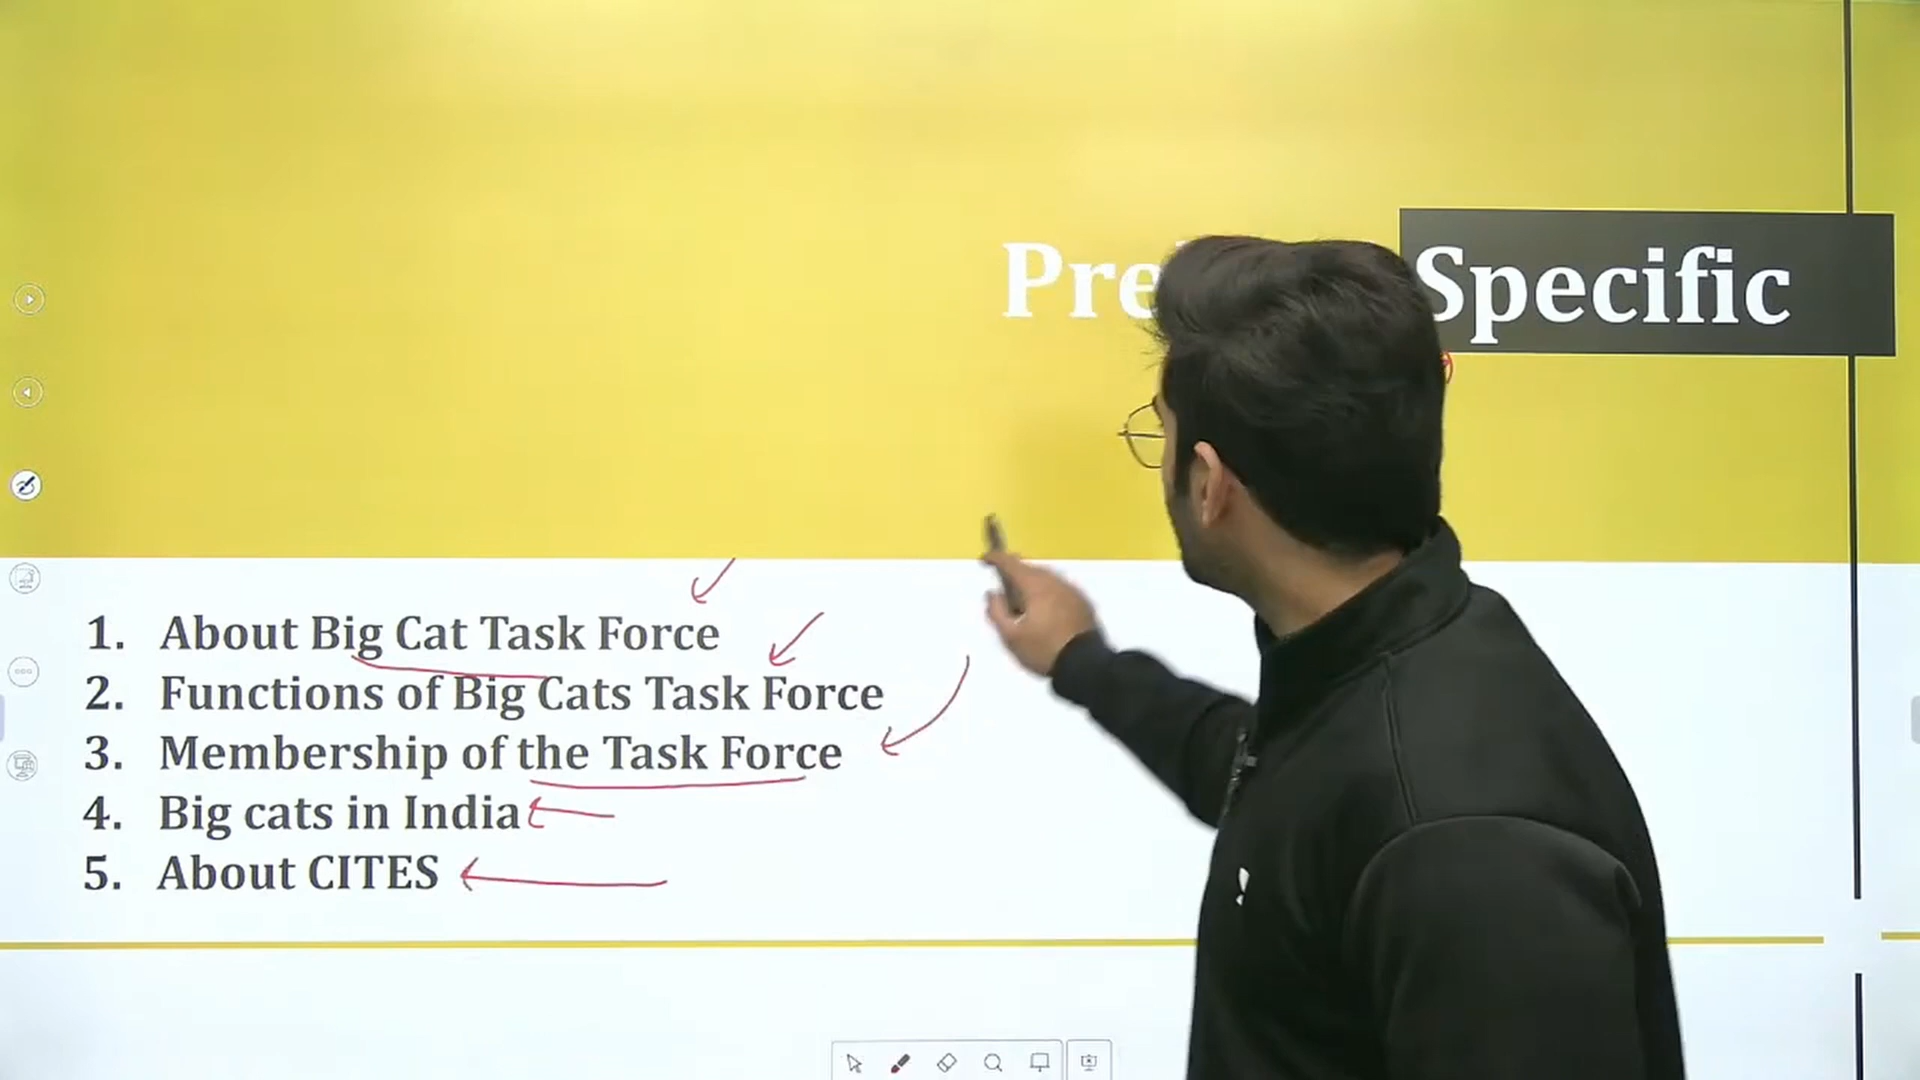 Pre Specific
1. About Big Cat Task Force
2. Functions of Big Cats Task Force
3. Membership of the Task Force
4. Big cats in India
5. About CITES